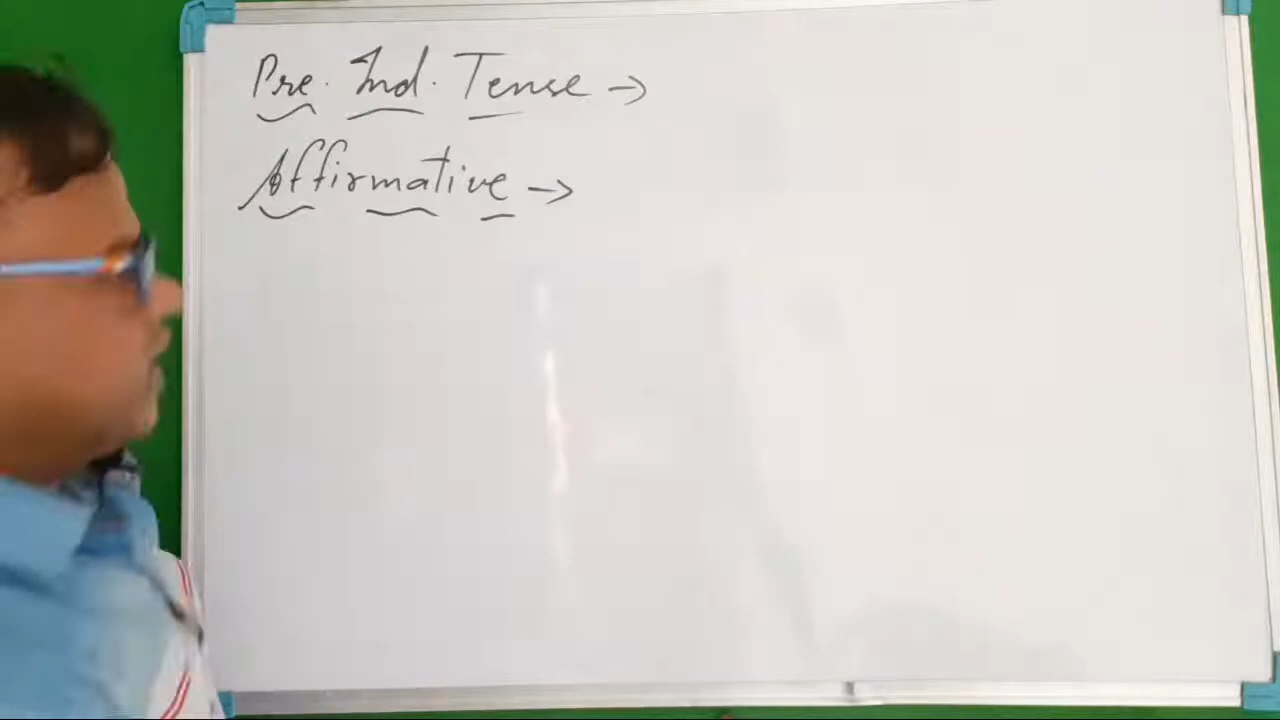 Pre. Ind. Tense →
Affirmative →